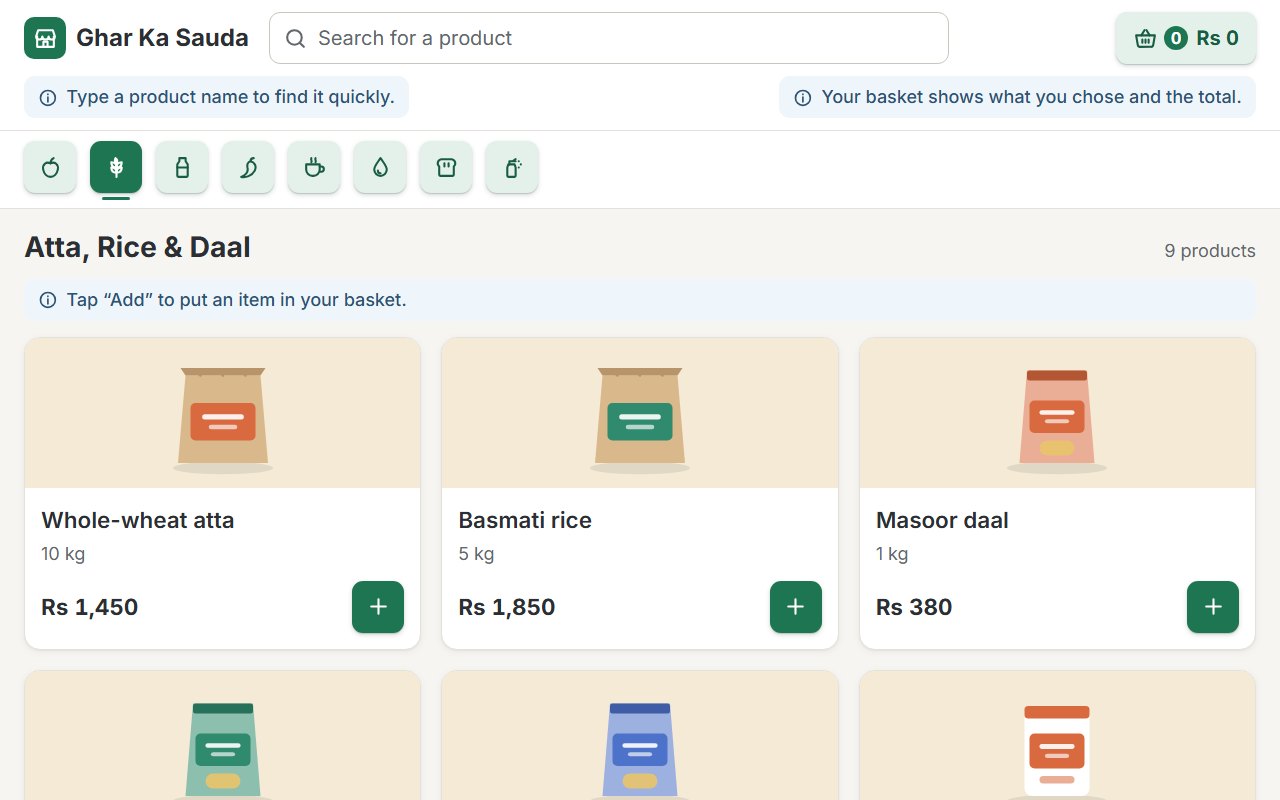 Ghar Ka Sauda
Search for a product
0 Rs 0
Type a product name to find it quickly.
Your basket shows what you chose and the total.
Atta, Rice & Daal
9 products
Tap “Add” to put an item in your basket.
Whole-wheat atta
10 kg
Rs 1,450
Basmati rice
5 kg
Rs 1,850
Masoor daal
1 kg
Rs 380